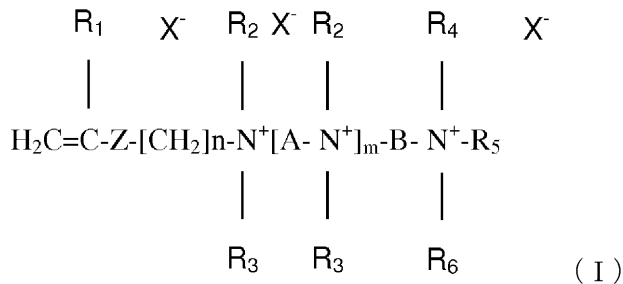 R₁ X⁻ R₂ X⁻ R₂ R₄ X⁻
H₂C=C-Z-[CH₂]n-N⁺[A- N⁺]ₘ-B- N⁺-R₅
R₃ R₃ R₆
(I)